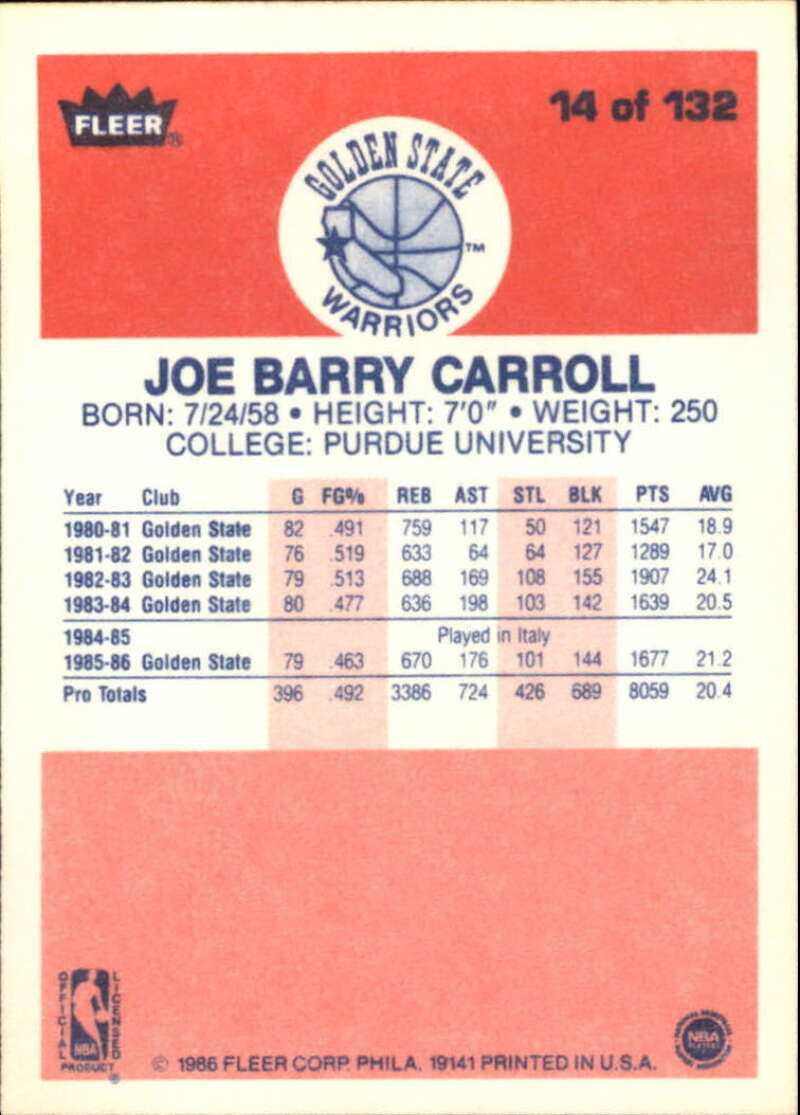 FLEER®
14 of 132
GOLDEN STATE
WARRIORS
TM
JOE BARRY CARROLL
BORN: 7/24/58 • HEIGHT: 7'0" • WEIGHT: 250
COLLEGE: PURDUE UNIVERSITY
Year Club G FG% REB AST STL BLK PTS AVG
1980-81 Golden State 82 .491 759 117 50 121 1547 18.9
1981-82 Golden State 76 .519 633 64 64 127 1289 17.0
1982-83 Golden State 79 .513 688 169 108 155 1907 24.1
1983-84 Golden State 80 .477 636 198 103 142 1639 20.5
1984-85 Played in Italy
1985-86 Golden State 79 .463 670 176 101 144 1677 21.2
Pro Totals 396 .492 3386 724 426 689 8059 20.4
OFFICIAL
LICENSED
NBA
PRODUCT ®
© 1986 FLEER CORP. PHILA. 19141 PRINTED IN U.S.A.
NBA
PLAYERS